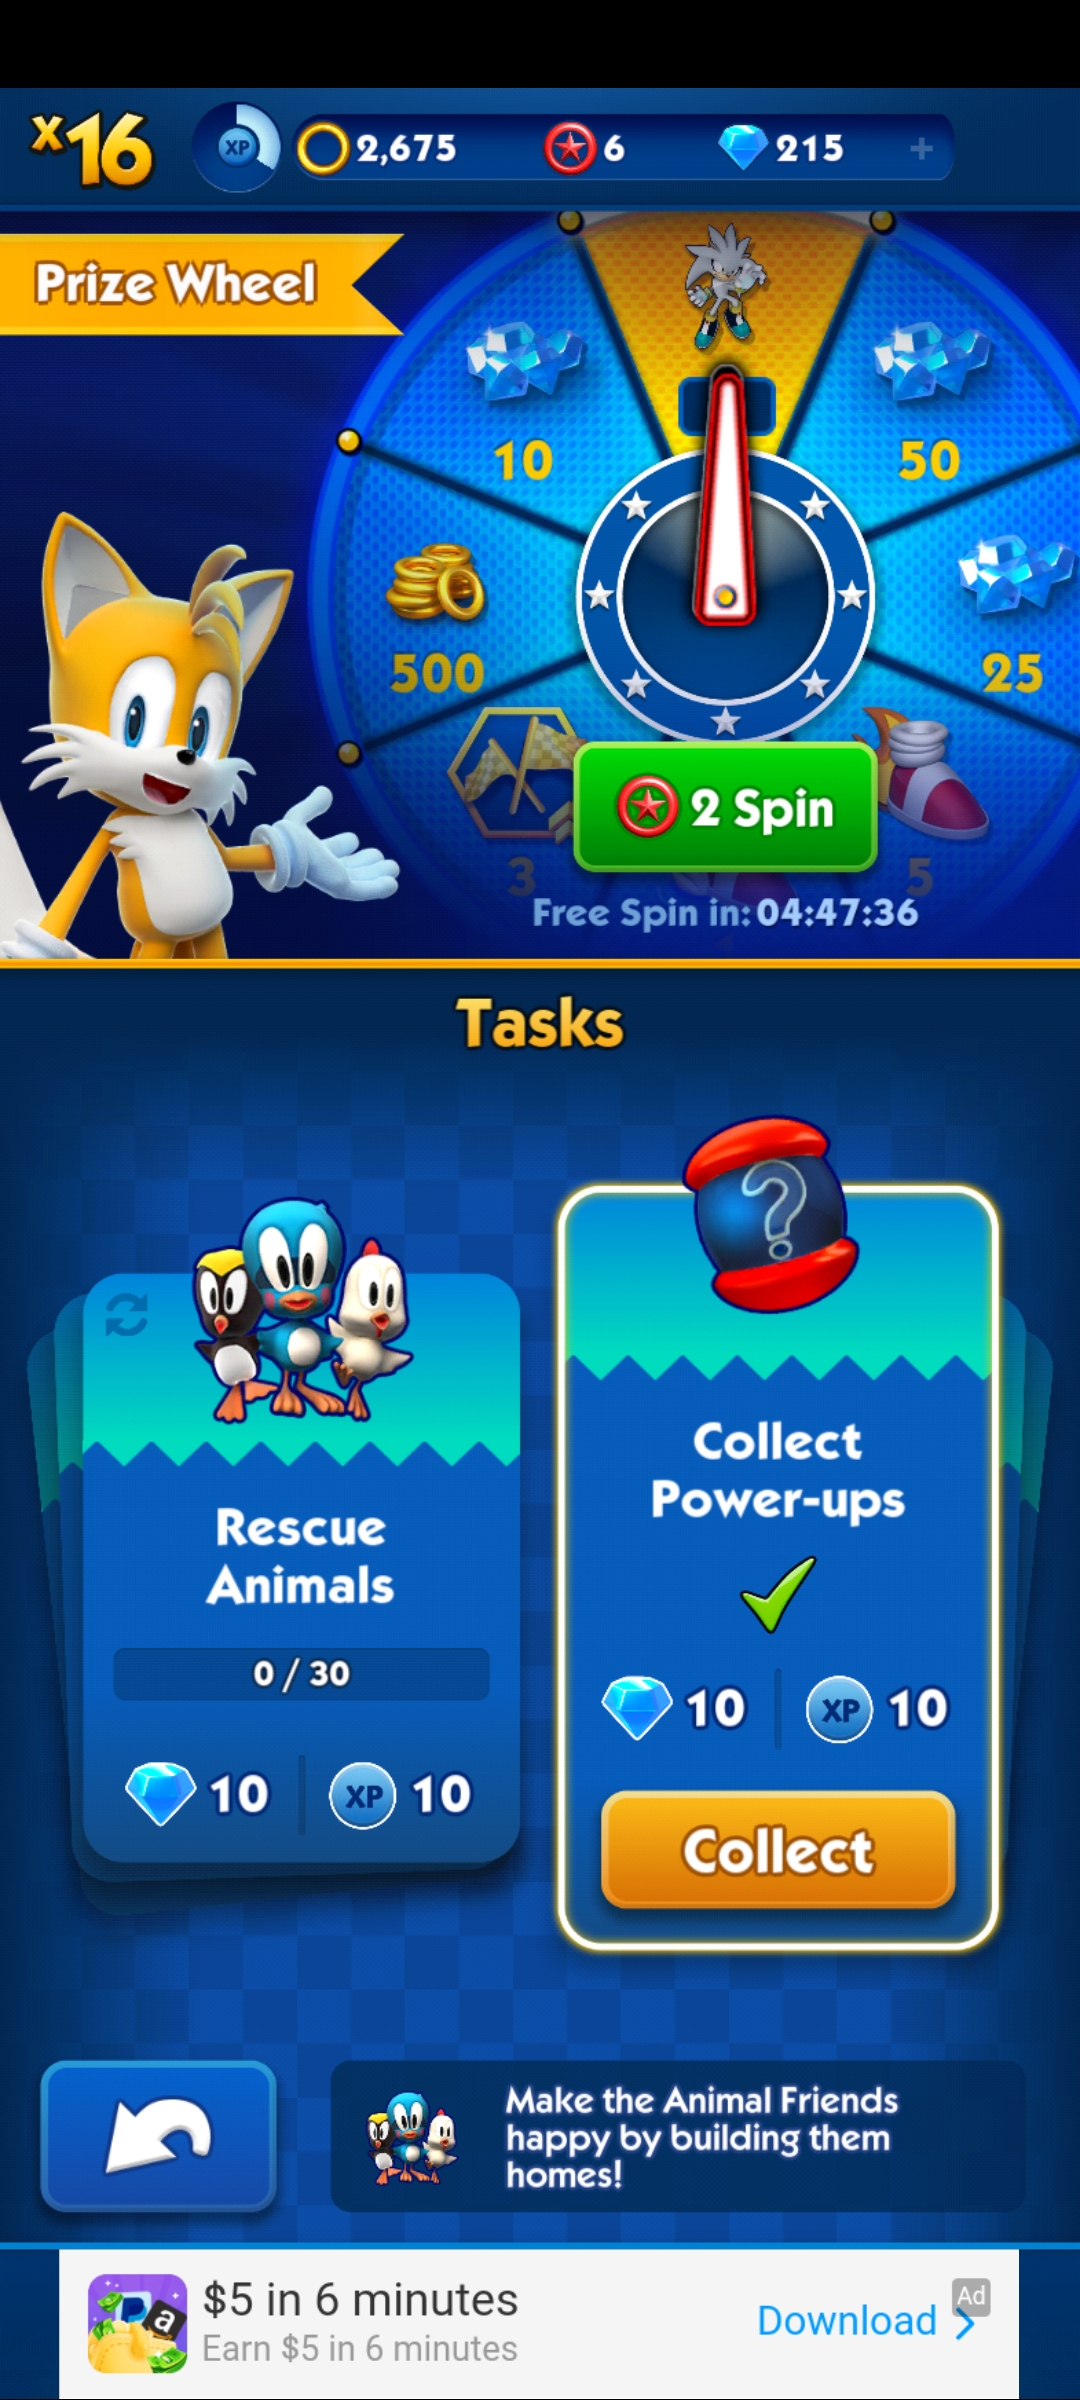 x16
XP
2,675
6
215
+
Prize Wheel
10
50
500
25
2 Spin
3
5
Free Spin in: 04:47:36
Tasks
?
Rescue
Animals
0 / 30
10
XP 10
Collect
Power-ups
10
XP 10
Collect
Make the Animal Friends
happy by building them
homes!
$5 in 6 minutes
Earn $5 in 6 minutes
a
Download
Ad